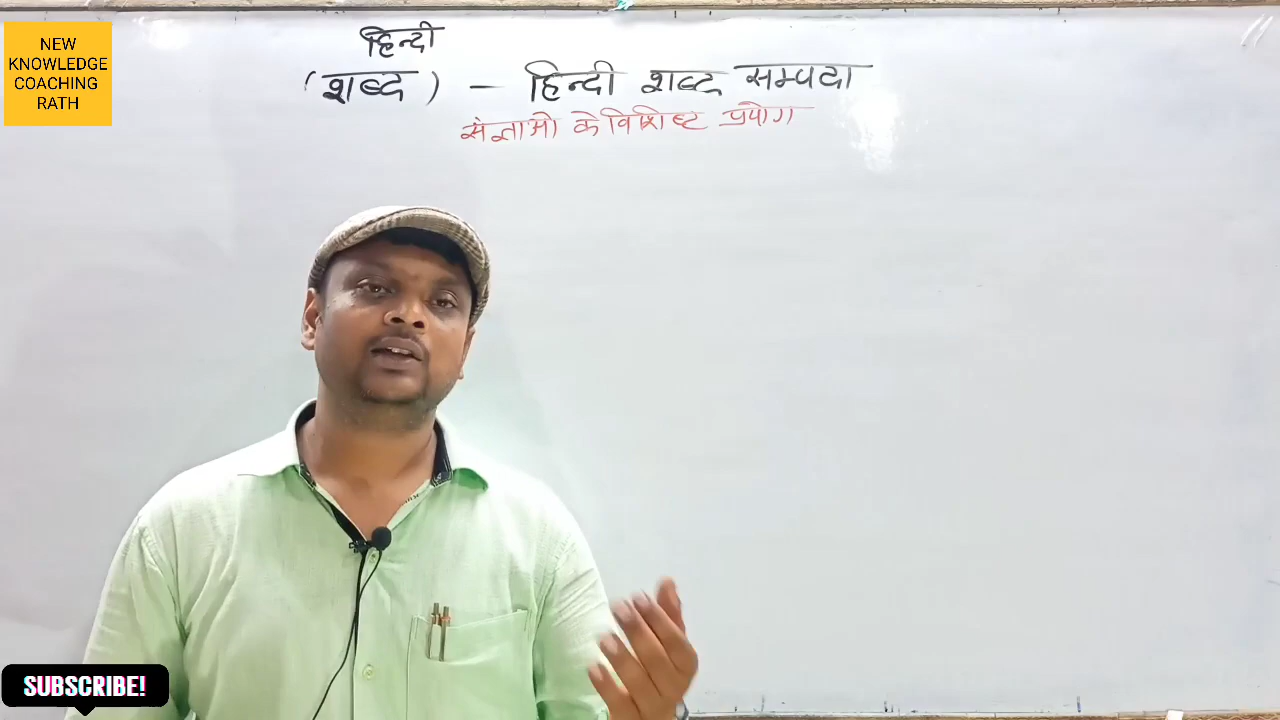 NEW
KNOWLEDGE
COACHING
RATH
हिन्दी
(शब्द) - हिन्दी शब्द सम्पदा
संज्ञाओ के विशिष्ट प्रयोग
SUBSCRIBE!